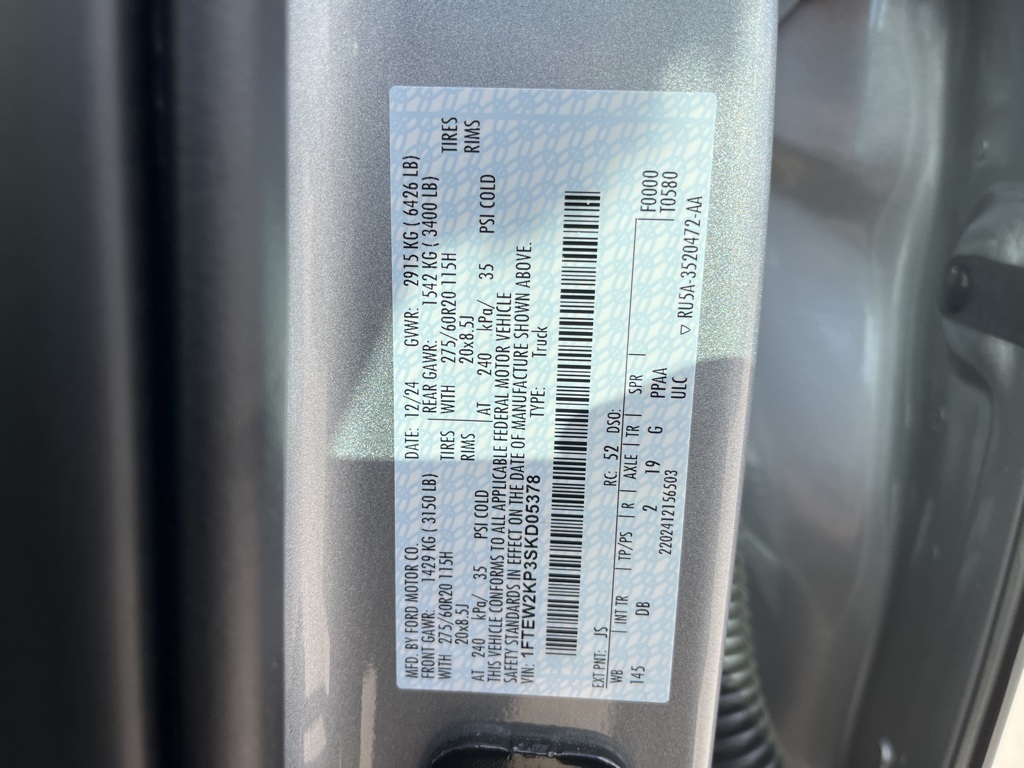 MFD. BY FORD MOTOR CO. DATE: 12/24 GVWR: 2915 KG ( 6426 LB)
FRONT GAWR: 1429 KG ( 3150 LB) REAR GAWR: 1542 KG ( 3400 LB)
WITH 275/60R20 115H TIRES WITH 275/60R20 115H TIRES
20x8.5J RIMS 20x8.5J RIMS
AT 240 kPa/ 35 PSI COLD AT 240 kPa/ 35 PSI COLD
THIS VEHICLE CONFORMS TO ALL APPLICABLE FEDERAL MOTOR VEHICLE
SAFETY STANDARDS IN EFFECT ON THE DATE OF MANUFACTURE SHOWN ABOVE.
VIN: 1FTEW2KP3SKD05378 TYPE: Truck
EXT PNT: JS RC: 52 DSO: F0000
WB | INT TR | TP/PS | R | AXLE | TR | SPR | T0580
145 DB 2 19 G PPAA
2202412156503 ULC ▽ RU5A-3520472-AA